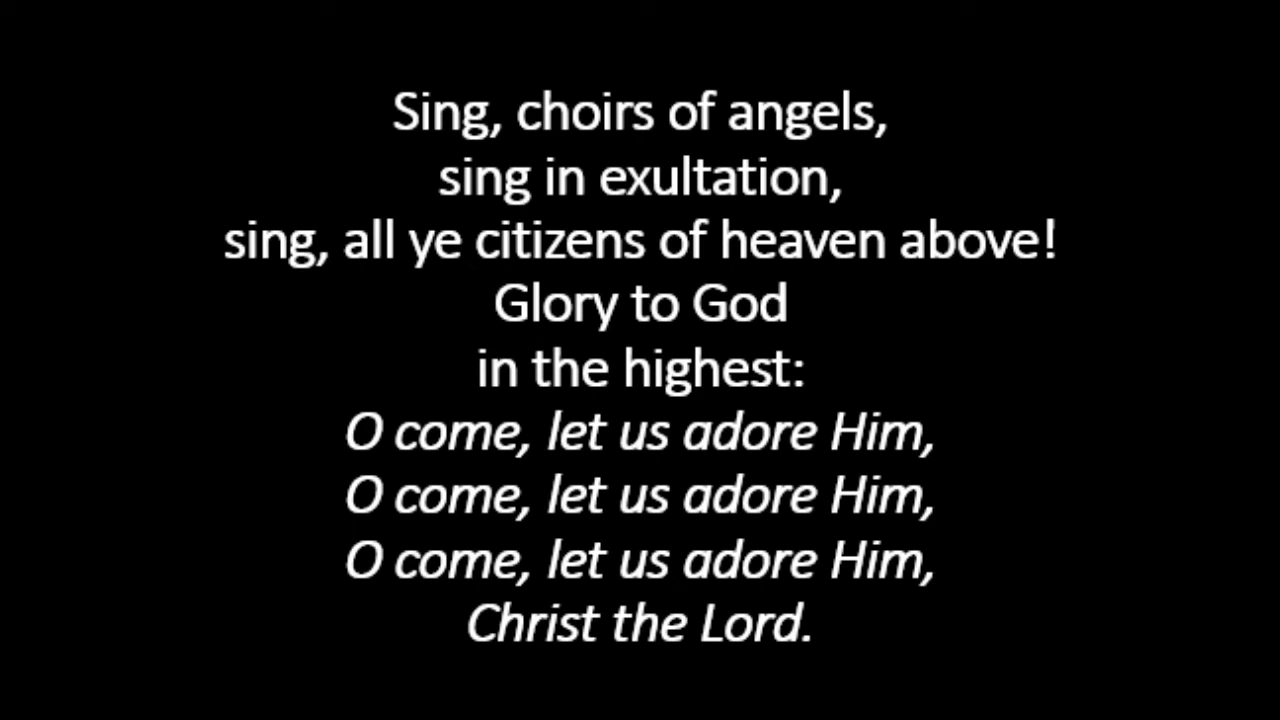 Sing, choirs of angels,
sing in exultation,
sing, all ye citizens of heaven above!
Glory to God
in the highest:
O come, let us adore Him,
O come, let us adore Him,
O come, let us adore Him,
Christ the Lord.